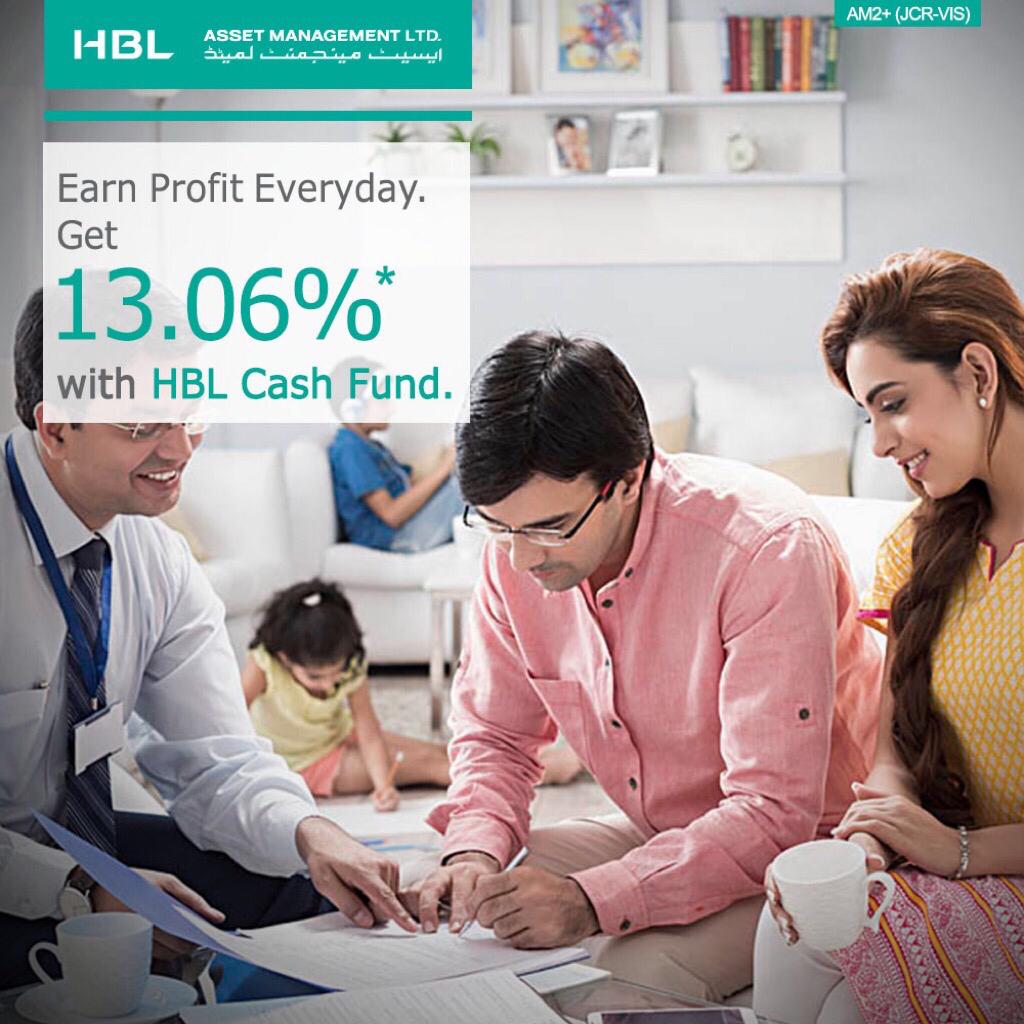 HBL
ASSET MANAGEMENT LTD.
ایسیٹ مینجمنٹ لمیٹڈ
AM2+ (JCR-VIS)
Earn Profit Everyday.
Get
13.06%*
with HBL Cash Fund.